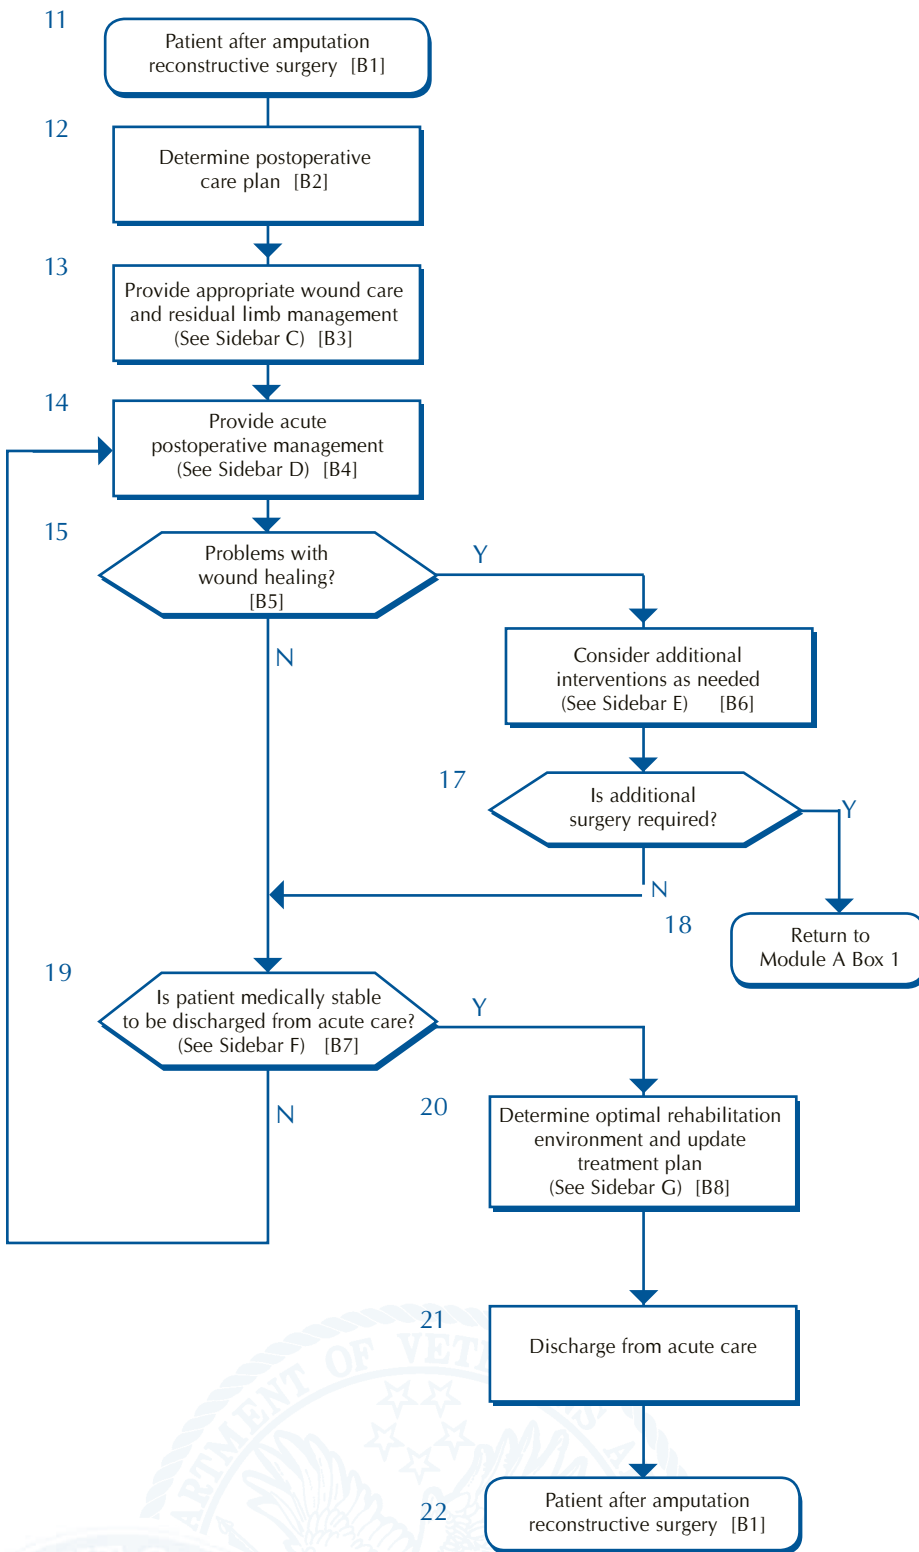 11
Patient after amputation
reconstructive surgery [B1]
12
Determine postoperative
care plan [B2]
13
Provide appropriate wound care
and residual limb management
(See Sidebar C) [B3]
14
Provide acute
postoperative management
(See Sidebar D) [B4]
15
Problems with
wound healing?
[B5]
Y
N
Consider additional
interventions as needed
(See Sidebar E) [B6]
17
Is additional
surgery required?
Y
N
18
Return to
Module A Box 1
19
Is patient medically stable
to be discharged from acute care?
(See Sidebar F) [B7]
Y
N
20
Determine optimal rehabilitation
environment and update
treatment plan
(See Sidebar G) [B8]
21
Discharge from acute care
22
Patient after amputation
reconstructive surgery [B1]
OF